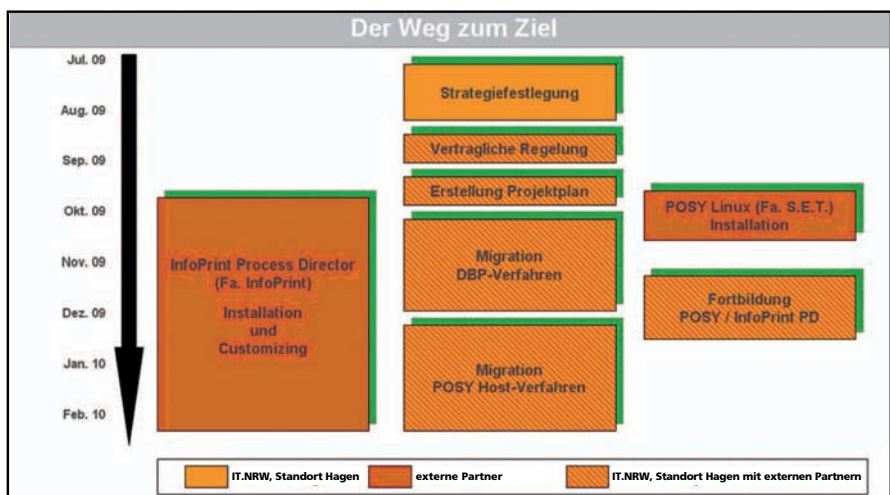 Der Weg zum Ziel
Jul. 09
Aug. 09
Sep. 09
Okt. 09
Nov. 09
Dez. 09
Jan. 10
Feb. 10
InfoPrint Process Director
(Fa. InfoPrint)
Installation
und
Customizing
Strategiefestlegung
Vertragliche Regelung
Erstellung Projektplan
Migration
DBP-Verfahren
Migration
POSY Host-Verfahren
POSY Linux (Fa. S.E.T.)
Installation
Fortbildung
POSY / InfoPrint PD
IT.NRW, Standort Hagen
externe Partner
IT.NRW, Standort Hagen mit externen Partnern